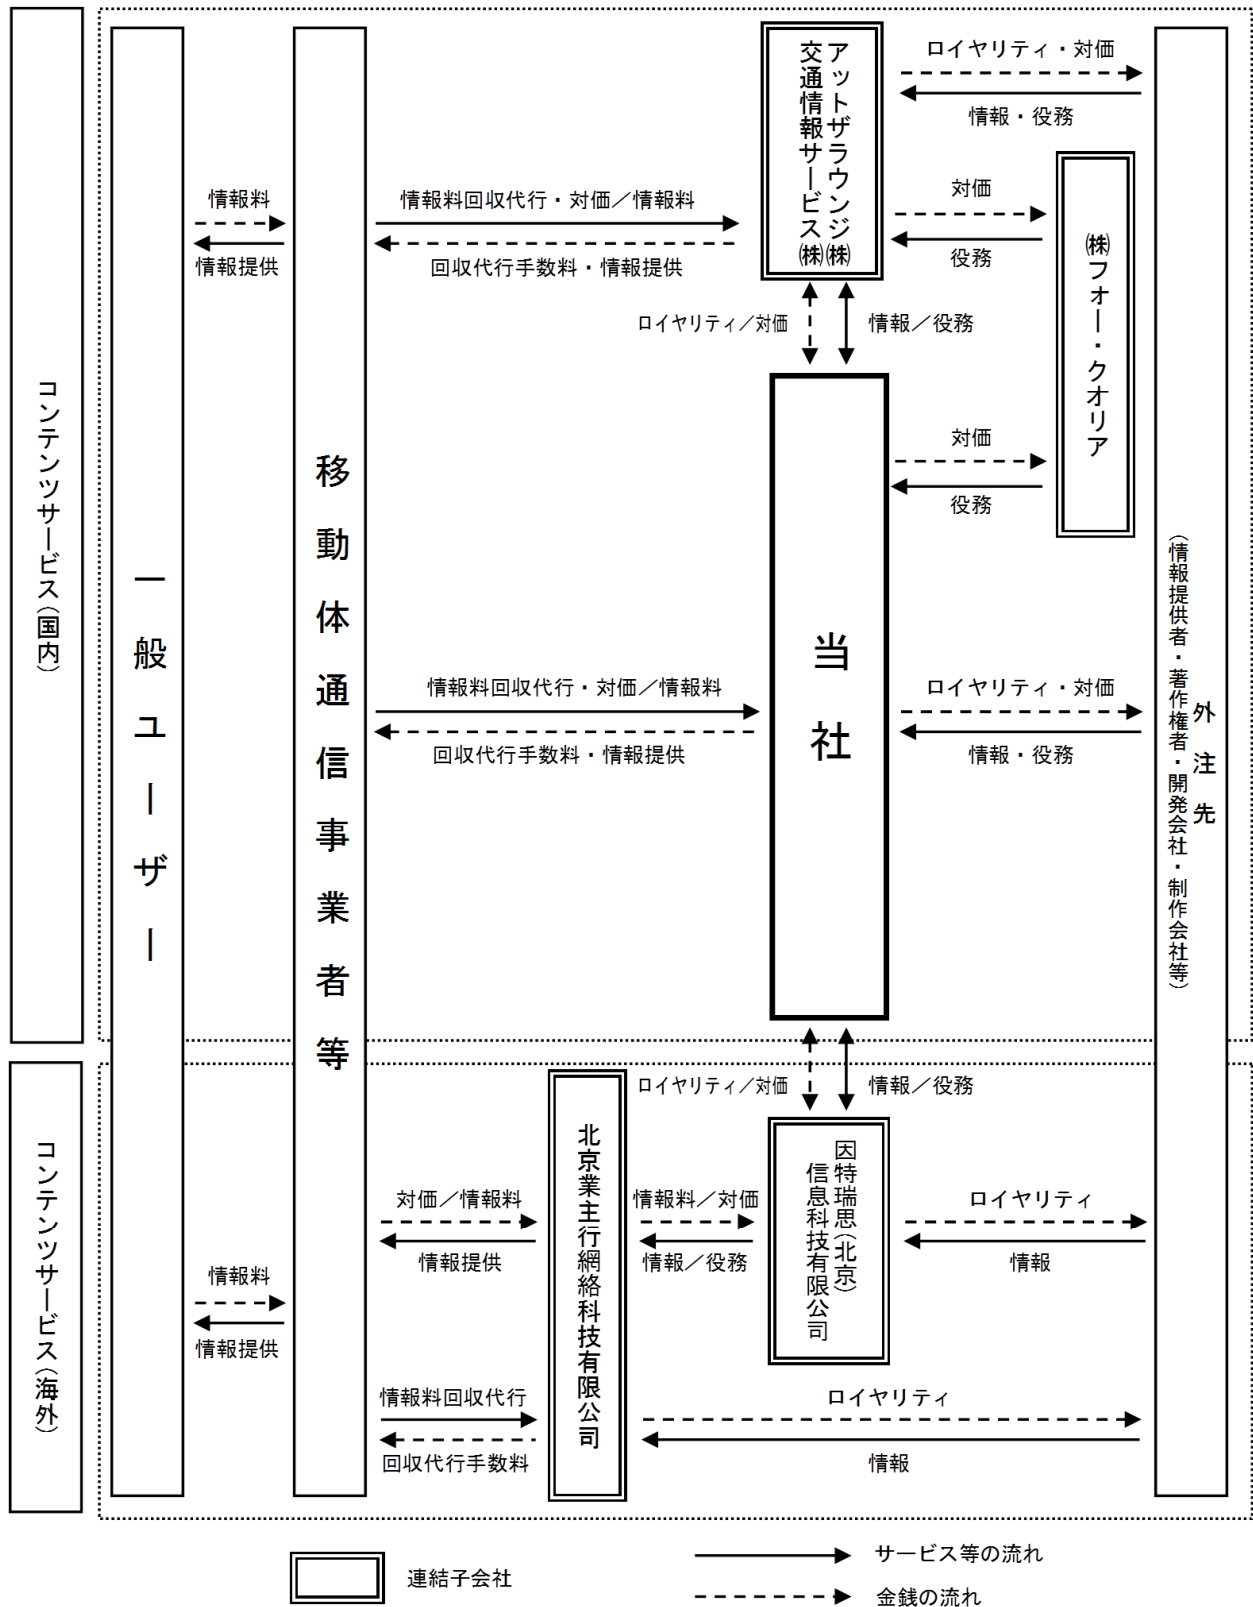 コンテンツサービス（国内）
一般ユーザー
移動体通信事業者等
アットザラウンジ㈱
交通情報サービス㈱
ロイヤリティ・対価
情報・役務
情報料
情報提供
情報料回収代行・対価／情報料
回収代行手数料・情報提供
対価
役務
㈱フォー・クオリア
ロイヤリティ／対価
情報／役務
当社
対価
役務
情報料回収代行・対価／情報料
回収代行手数料・情報提供
ロイヤリティ・対価
情報・役務
外注先
（情報提供者・著作権者・開発会社・制作会社等）
コンテンツサービス（海外）
ロイヤリティ／対価
情報／役務
北京業主行網絡科技有限公司
因特瑞思（北京）
信息科技有限公司
対価／情報料
情報提供
情報料／対価
情報／役務
ロイヤリティ
情報
情報料
情報提供
情報料回収代行
回収代行手数料
ロイヤリティ
情報
連結子会社
サービス等の流れ
金銭の流れ